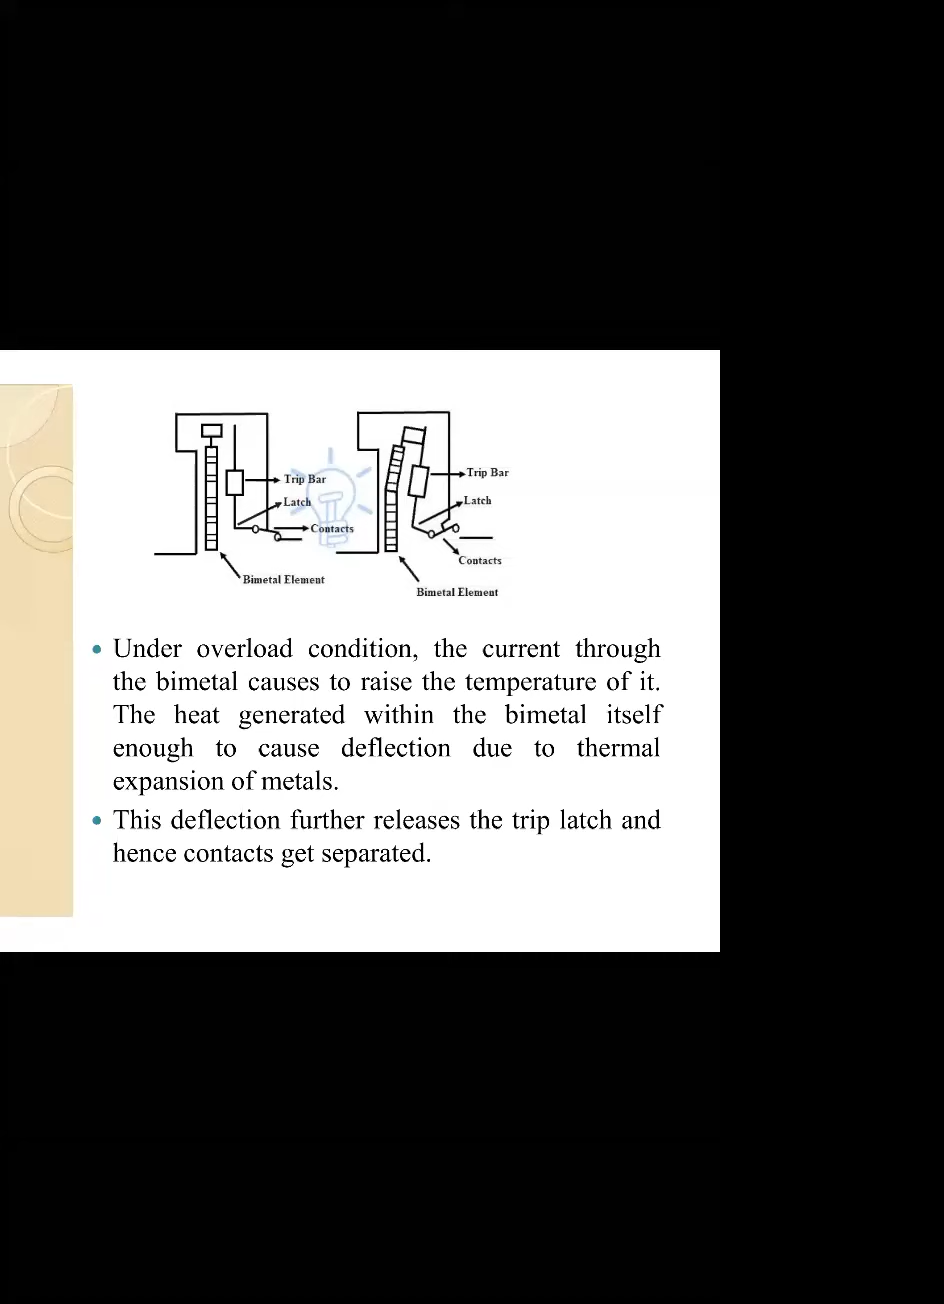 Trip Bar
Latch
Contacts
Bimetal Element
Trip Bar
Latch
Contacts
Bimetal Element
• Under overload condition, the current through
the bimetal causes to raise the temperature of it.
The heat generated within the bimetal itself
enough to cause deflection due to thermal
expansion of metals.
• This deflection further releases the trip latch and
hence contacts get separated.